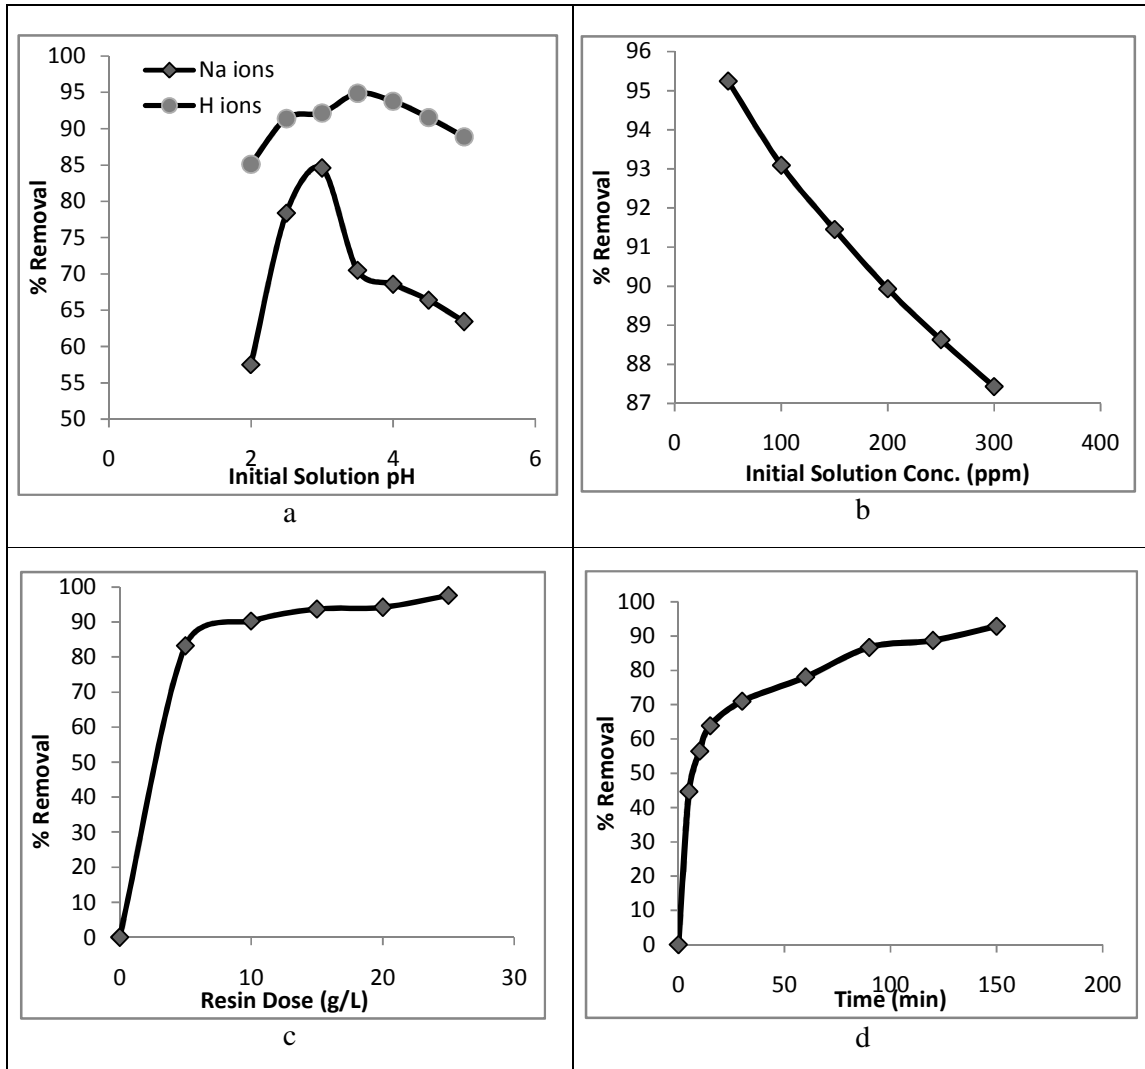 100
95
90
85
80
75
70
65
60
55
50
% Removal
Na ions
H ions
0 2 4 6
Initial Solution pH
a
96
95
94
93
92
91
90
89
88
87
% Removal
0 100 200 300 400
Initial Solution Conc. (ppm)
b
100
90
80
70
60
50
40
30
20
10
0
% Removal
0 10 20 30
Resin Dose (g/L)
c
100
90
80
70
60
50
40
30
20
10
0
% Removal
0 50 100 150 200
Time (min)
d